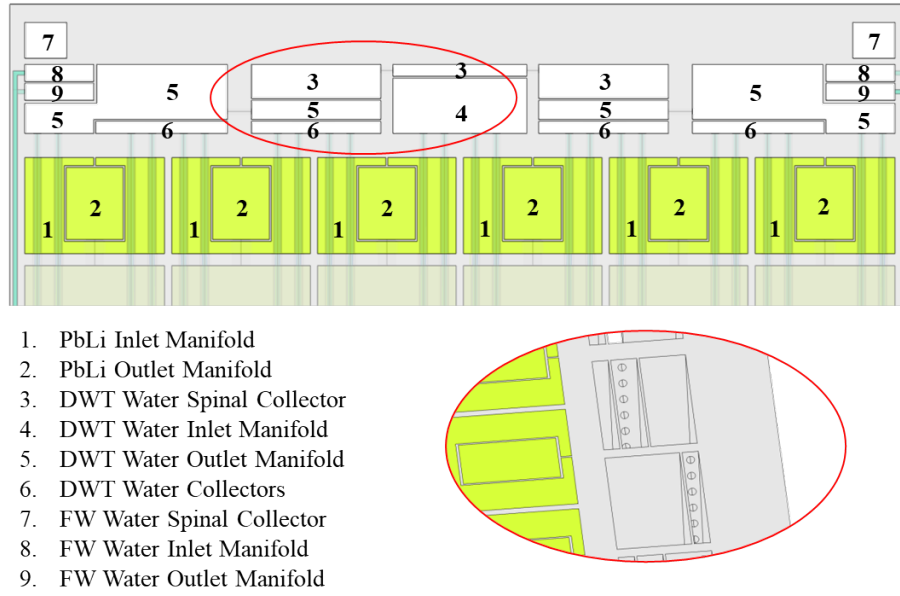 7 7
8 3 3 3 8
9 5 5 9
5 5 4 5 5
6 6 6 6
2 2 2 2 2 2
1 1 1 1 1 1
1. PbLi Inlet Manifold
2. PbLi Outlet Manifold
3. DWT Water Spinal Collector
4. DWT Water Inlet Manifold
5. DWT Water Outlet Manifold
6. DWT Water Collectors
7. FW Water Spinal Collector
8. FW Water Inlet Manifold
9. FW Water Outlet Manifold